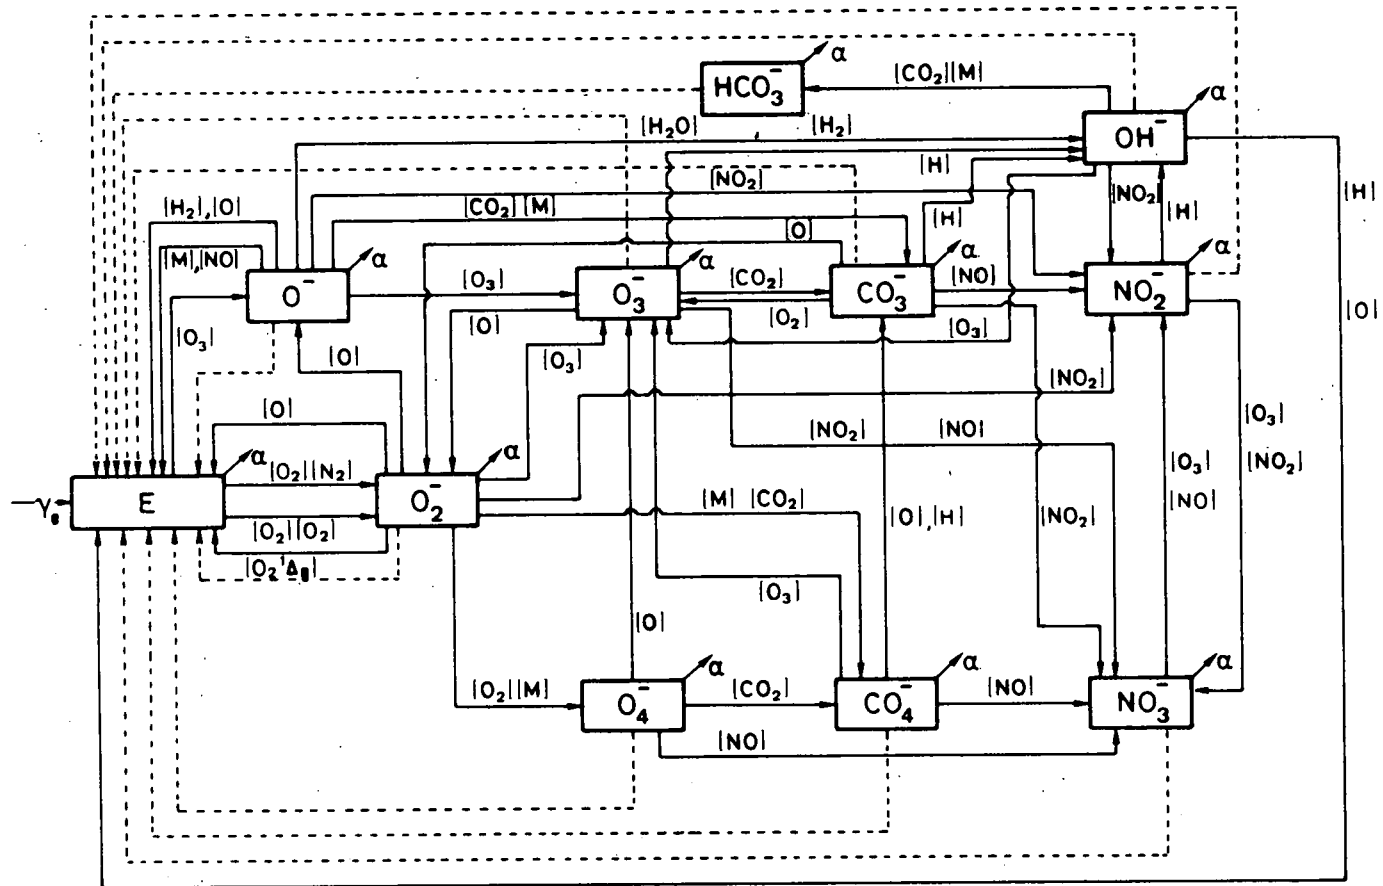 α
HCO₃⁻
|CO₂||M|
α
OH⁻
|H₂O| |H₂|
|H|
|H|
|NO₂|
|NO₂|
|H|
|H₂|,|O|
|CO₂||M|
|O|
|H|
|M|,|NO|
α
O⁻
|O₃|
α
O₃⁻
|CO₂|
α
CO₃⁻
|NO|
α
NO₂⁻
|O|
|O₃|
|O|
|O₂|
|O₃|
|O|
|O₃|
|NO₂|
|O|
|NO₂| |NO|
|O₃|
|NO₂|
α
E
γₑ
|O₂||N₂|
α
O₂⁻
|O₃|
|NO|
|M| |CO₂|
|O|,|H|
|NO₂|
|O₂||O₂|
|O₂ ¹Δg|
|O₃|
|O|
|O₂||M|
α
O₄⁻
|CO₂|
α
CO₄⁻
|NO|
α
NO₃⁻
|NO|